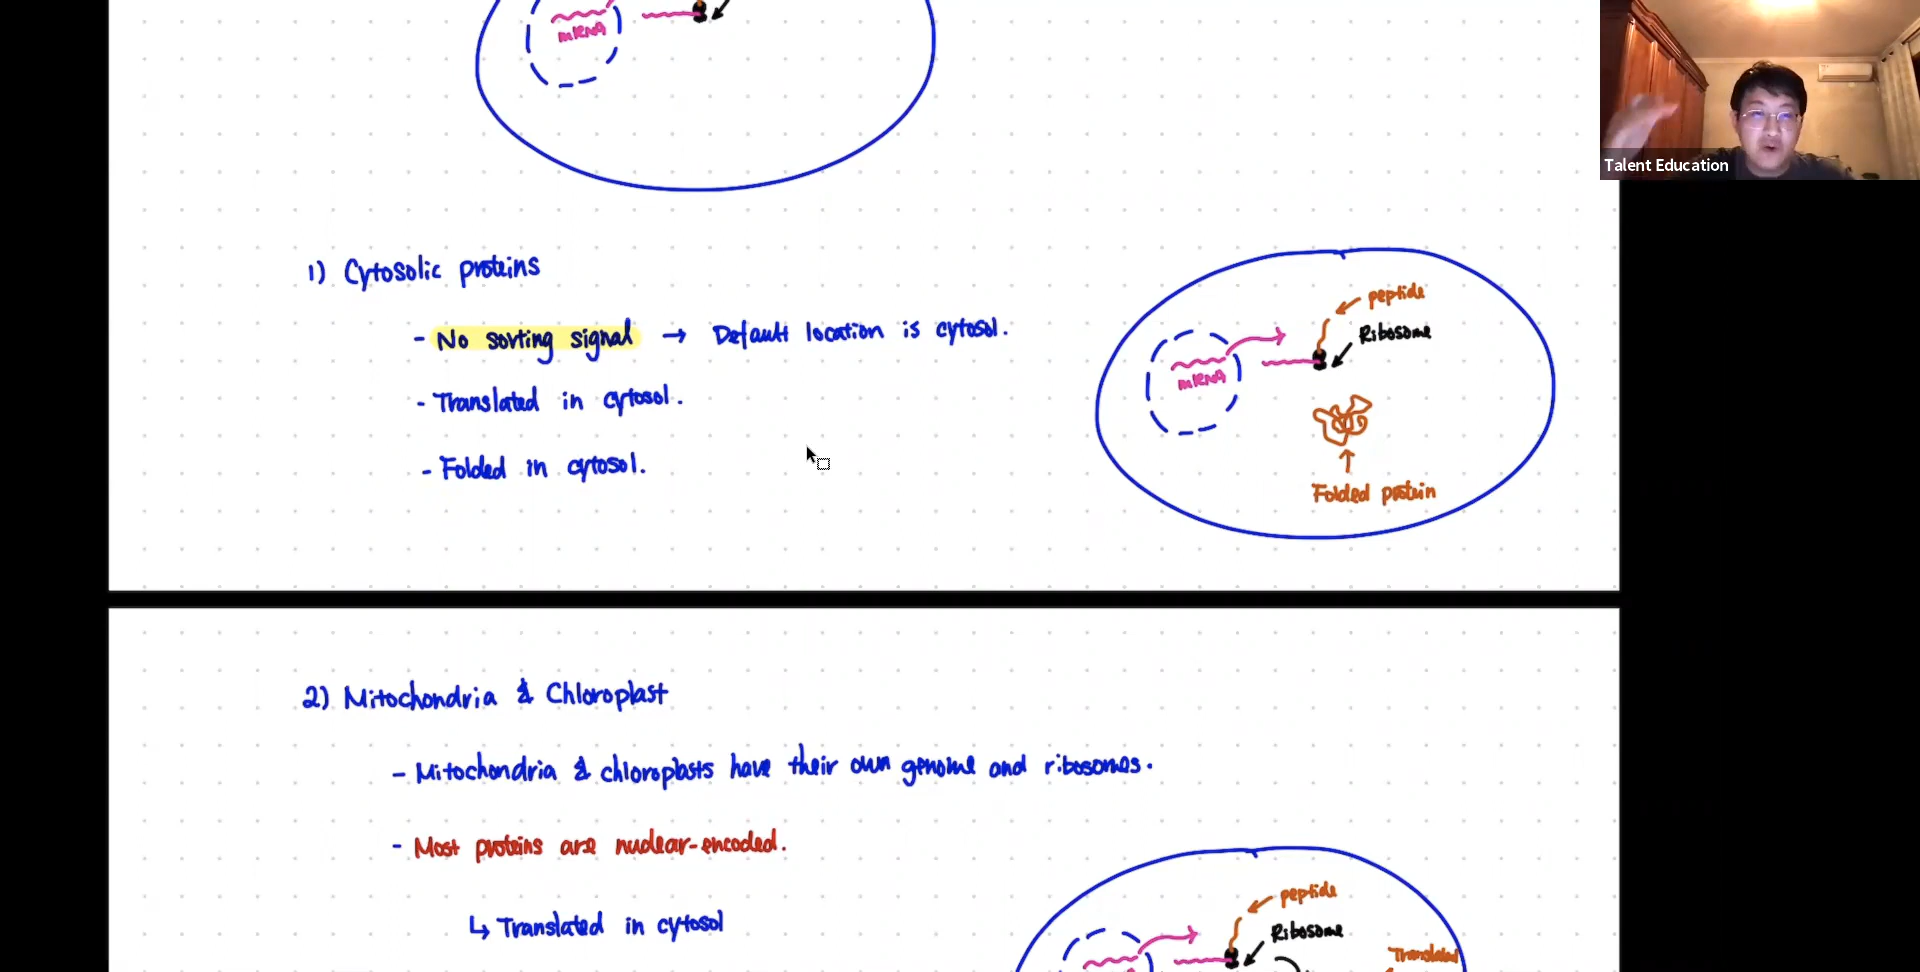 mRNA
Talent Education
1) Cytosolic proteins
- No sorting signal → Default location is cytosol.
- Translated in cytosol.
- Folded in cytosol.
peptide
Ribosome
mRNA
Folded protein
2) Mitochondria & Chloroplast
- Mitochondria & chloroplasts have their own genome and ribosomes.
- Most proteins are nuclear-encoded.
↳ Translated in cytosol
peptide
Ribosome
Translated